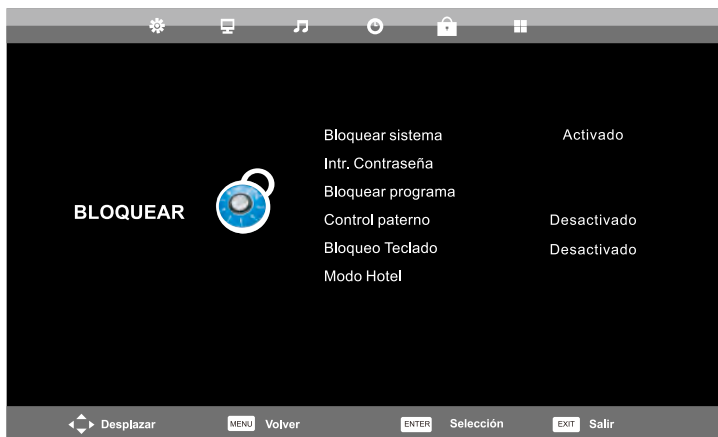 Bloquear sistema Activado
Intr. Contraseña
Bloquear programa
BLOQUEAR
Control paterno Desactivado
Bloqueo Teclado Desactivado
Modo Hotel
Desplazar MENU Volver ENTER Selección EXIT Salir